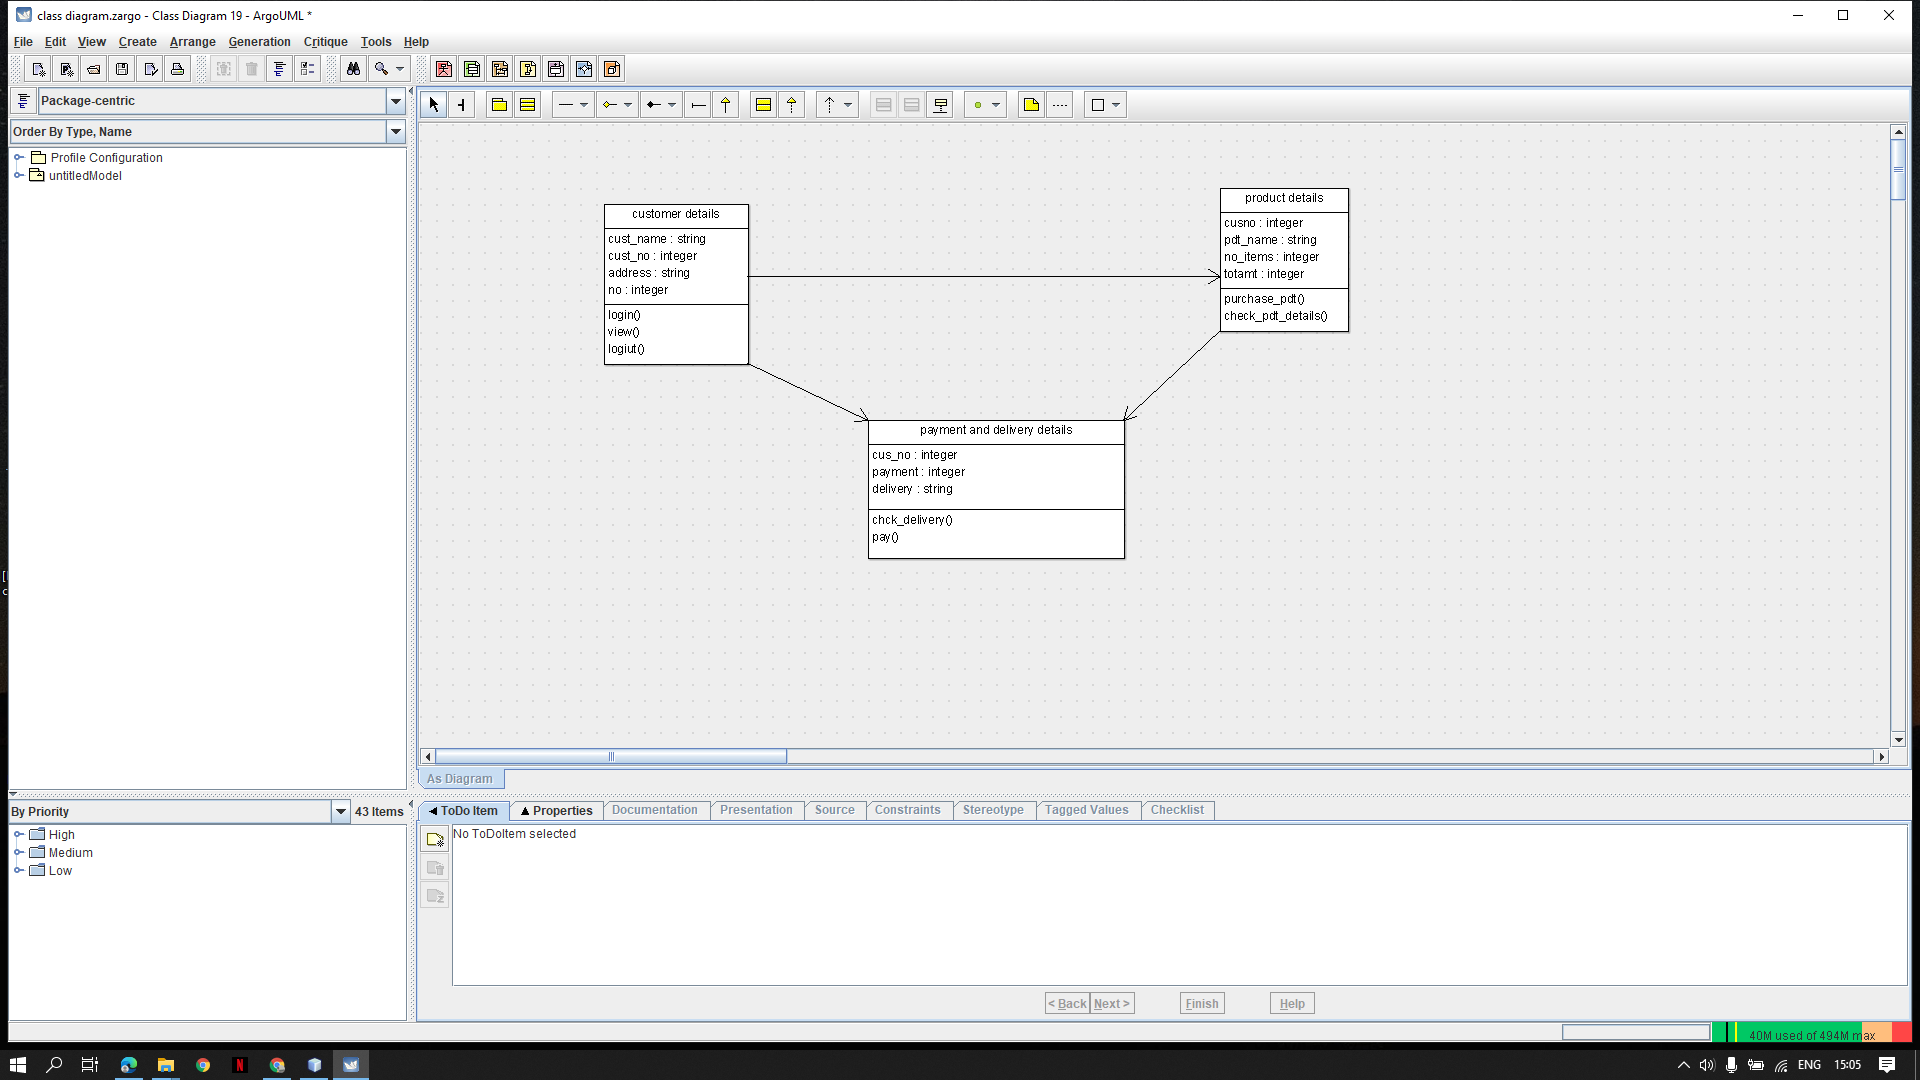 class diagram.zargo - Class Diagram 19 - ArgoUML *
File Edit View Create Arrange Generation Critique Tools Help
Package-centric
Order By Type, Name
Profile Configuration
untitledModel
customer details
cust_name : string
cust_no : integer
address : string
no : integer
login()
view()
logiut()
product details
cusno : integer
pdt_name : string
no_items : integer
totamt : integer
purchase_pdt()
check_pdt_details()
payment and delivery details
cus_no : integer
payment : integer
delivery : string
chck_delivery()
pay()
As Diagram
By Priority 43 Items
High
Medium
Low
ToDo Item Properties Documentation Presentation Source Constraints Stereotype Tagged Values Checklist
No ToDoItem selected
< Back Next > Finish Help
40M used of 494M max
ENG 15:05